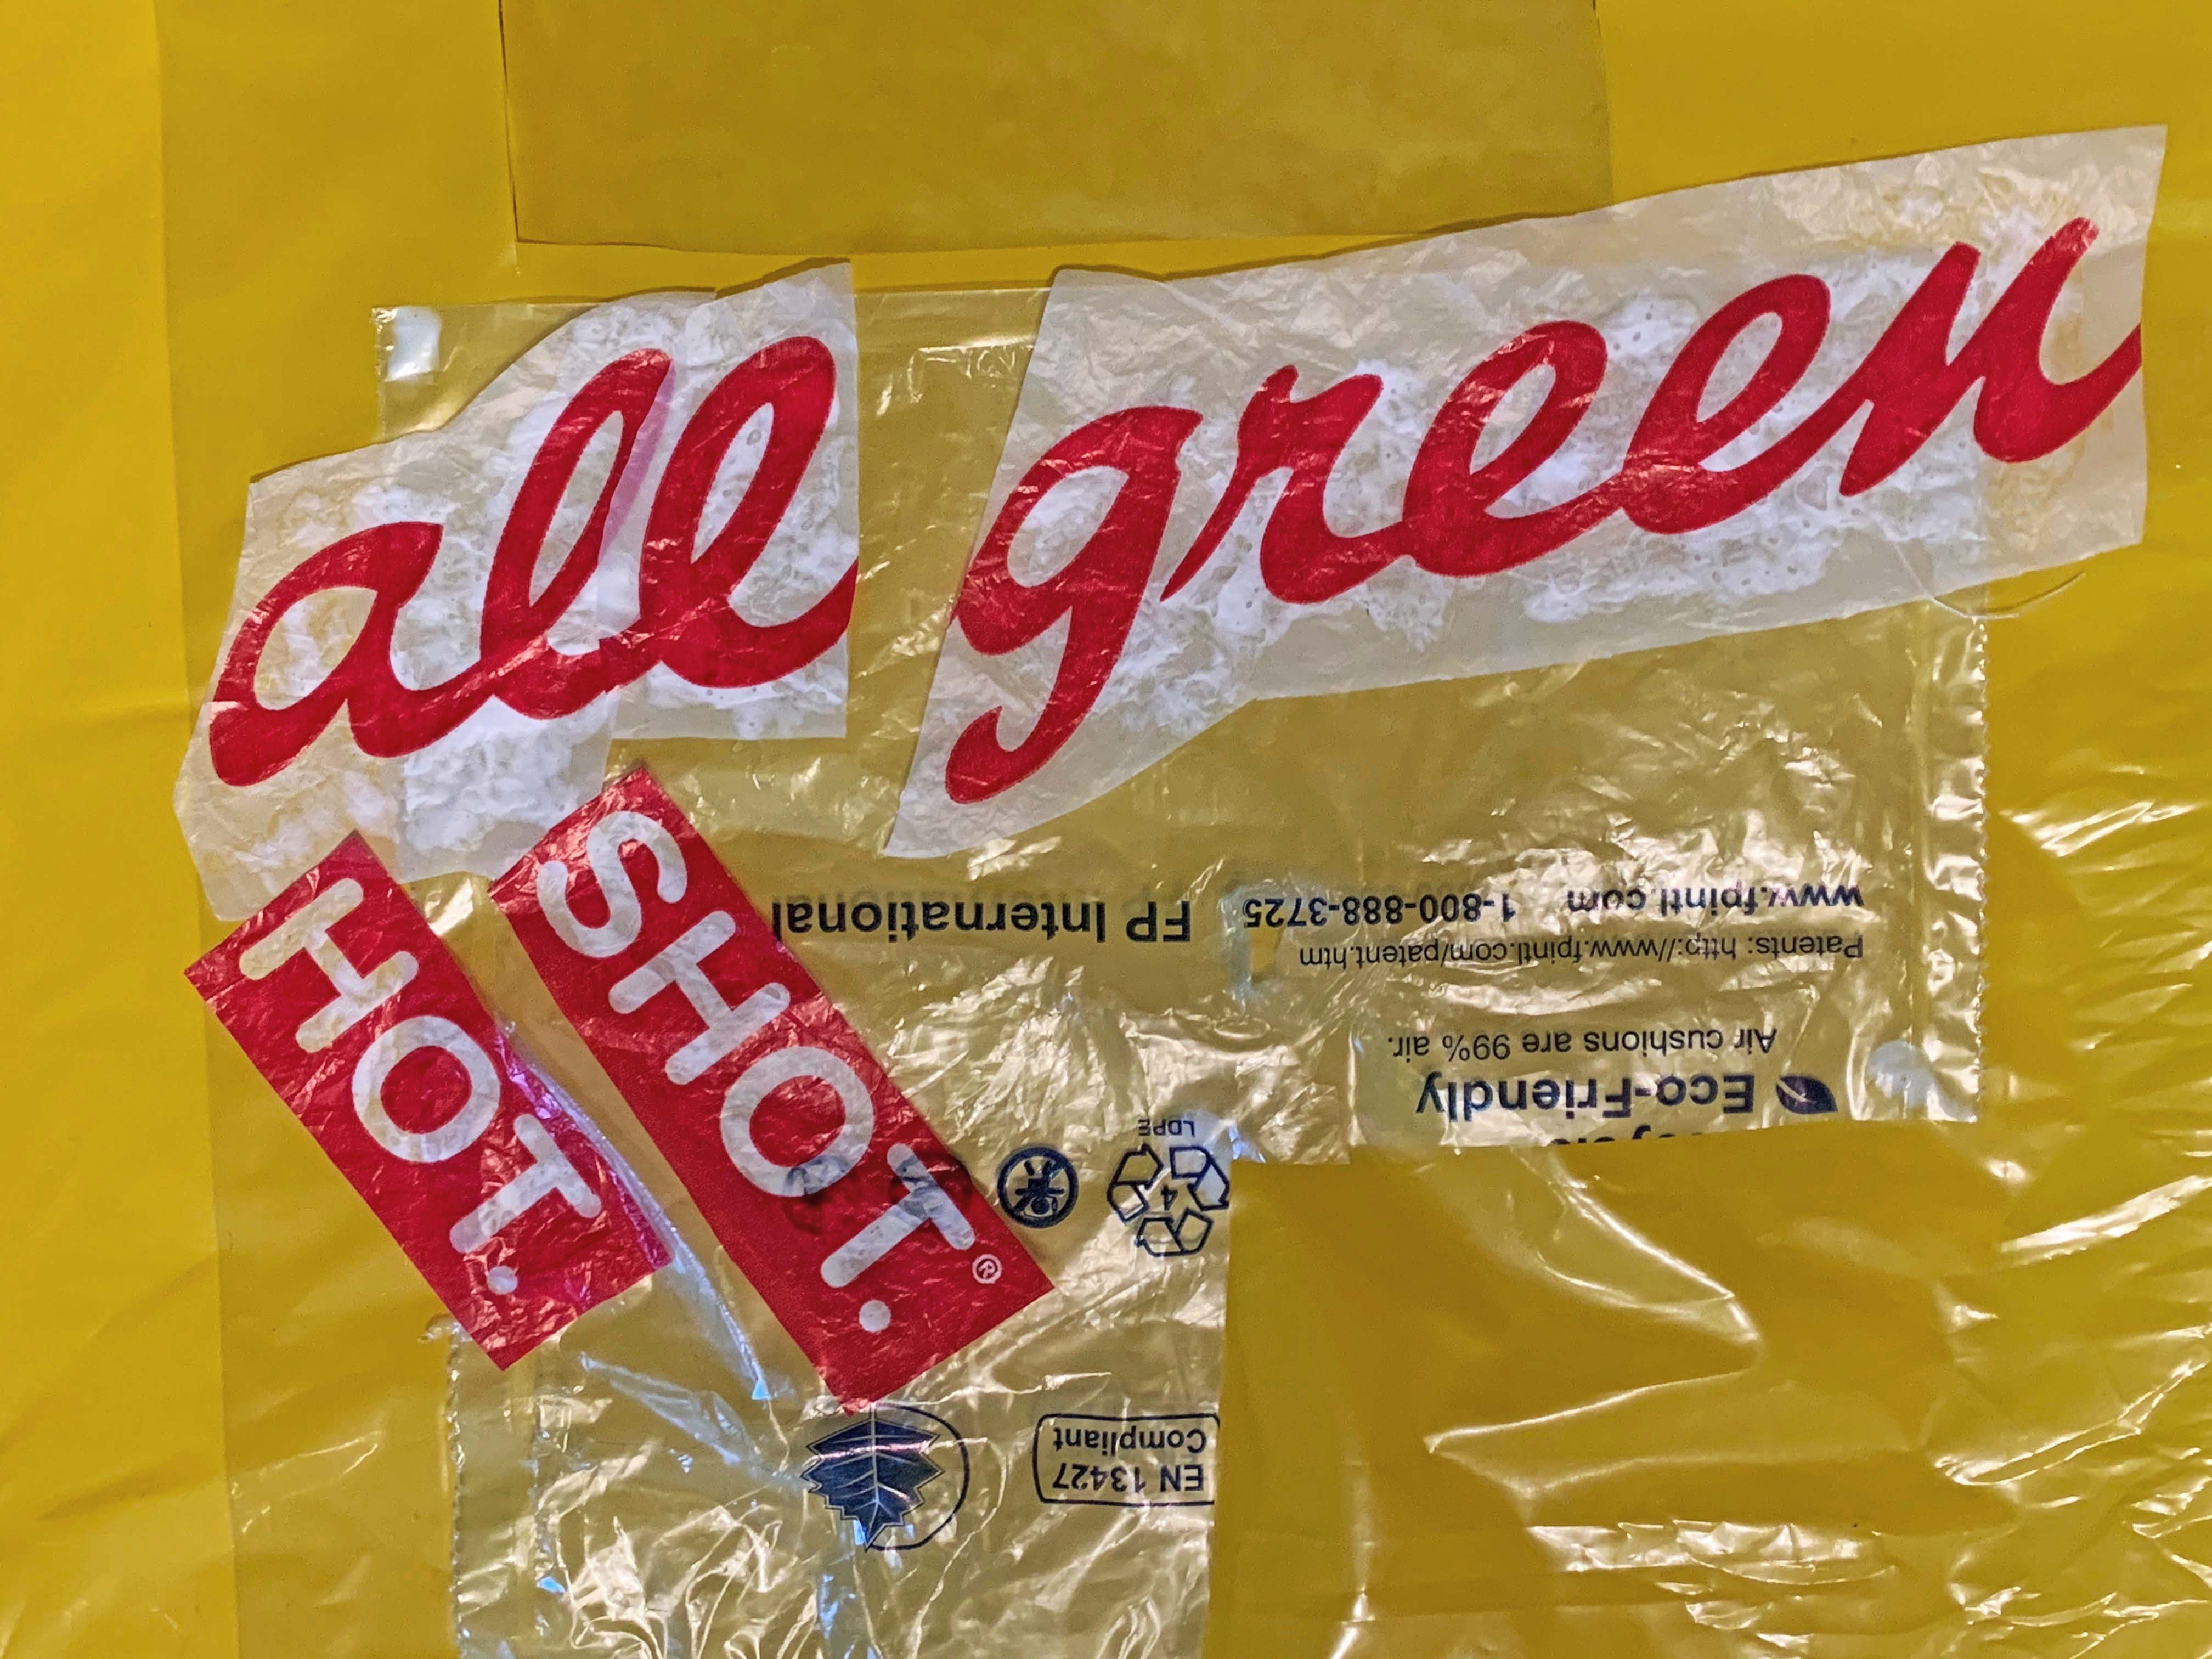 all green
HOT.
SHOT.®
FP International
1-800-888-3725 www.fpintl.com
Patents: http://www.fpintl.com/patent.htm
Air cushions are 99% air.
Eco-Friendly
LDPE
4
EN 13427
Compliant